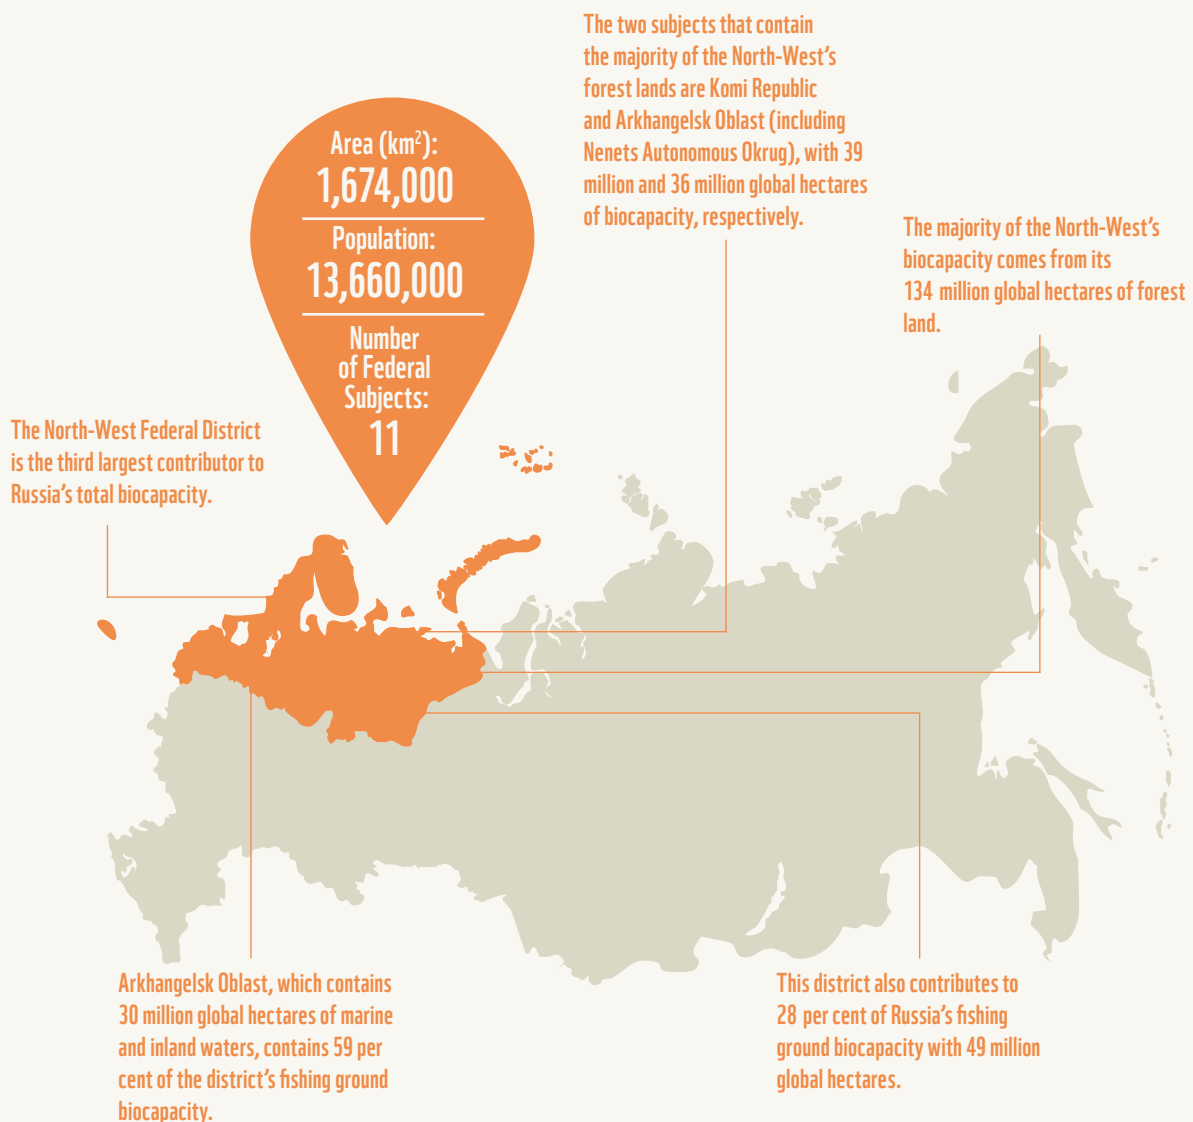 The two subjects that contain
the majority of the North-West's
forest lands are Komi Republic
and Arkhangelsk Oblast (including
Nenets Autonomous Okrug), with 39
million and 36 million global hectares
of biocapacity, respectively.
Area (km²):
1,674,000
Population:
13,660,000
Number
of Federal
Subjects:
11
The majority of the North-West's
biocapacity comes from its
134 million global hectares of forest
land.
The North-West Federal District
is the third largest contributor to
Russia's total biocapacity.
Arkhangelsk Oblast, which contains
30 million global hectares of marine
and inland waters, contains 59 per
cent of the district's fishing ground
biocapacity.
This district also contributes to
28 per cent of Russia's fishing
ground biocapacity with 49 million
global hectares.